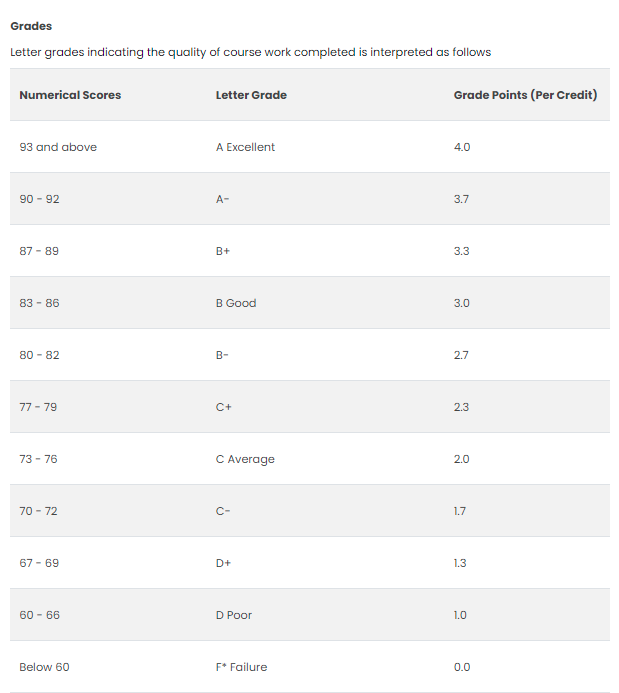 Grades
Letter grades indicating the quality of course work completed is interpreted as follows
Numerical Scores Letter Grade Grade Points (Per Credit)
93 and above A Excellent 4.0
90 - 92 A- 3.7
87 - 89 B+ 3.3
83 - 86 B Good 3.0
80 - 82 B- 2.7
77 - 79 C+ 2.3
73 - 76 C Average 2.0
70 - 72 C- 1.7
67 - 69 D+ 1.3
60 - 66 D Poor 1.0
Below 60 F* Failure 0.0